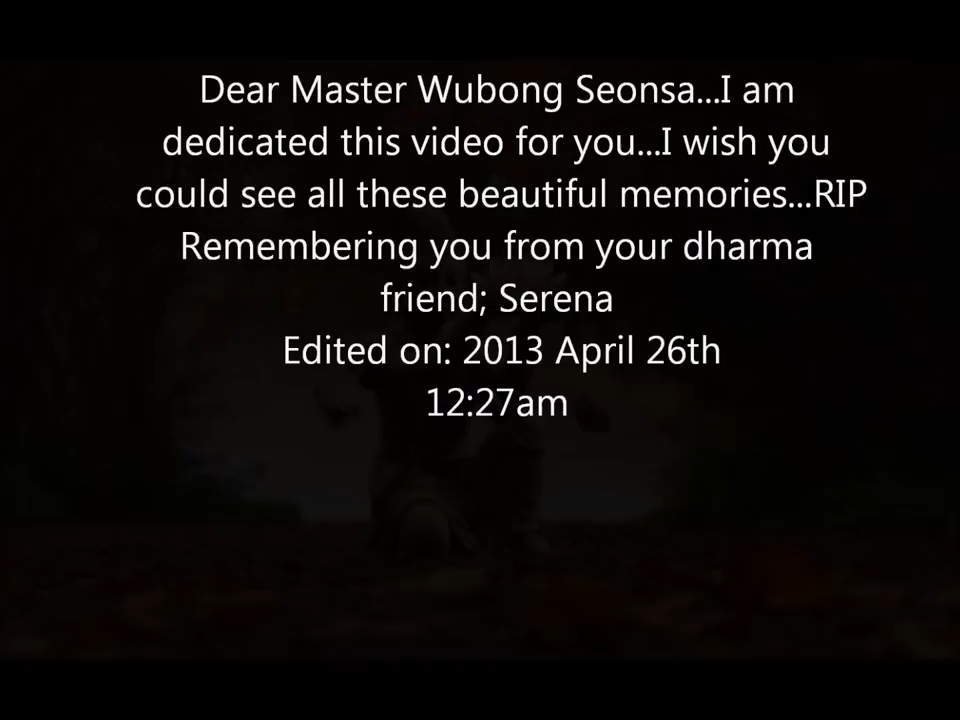 Dear Master Wubong Seonsa...I am
dedicated this video for you...I wish you
could see all these beautiful memories...RIP
Remembering you from your dharma
friend; Serena
Edited on: 2013 April 26th
12:27am